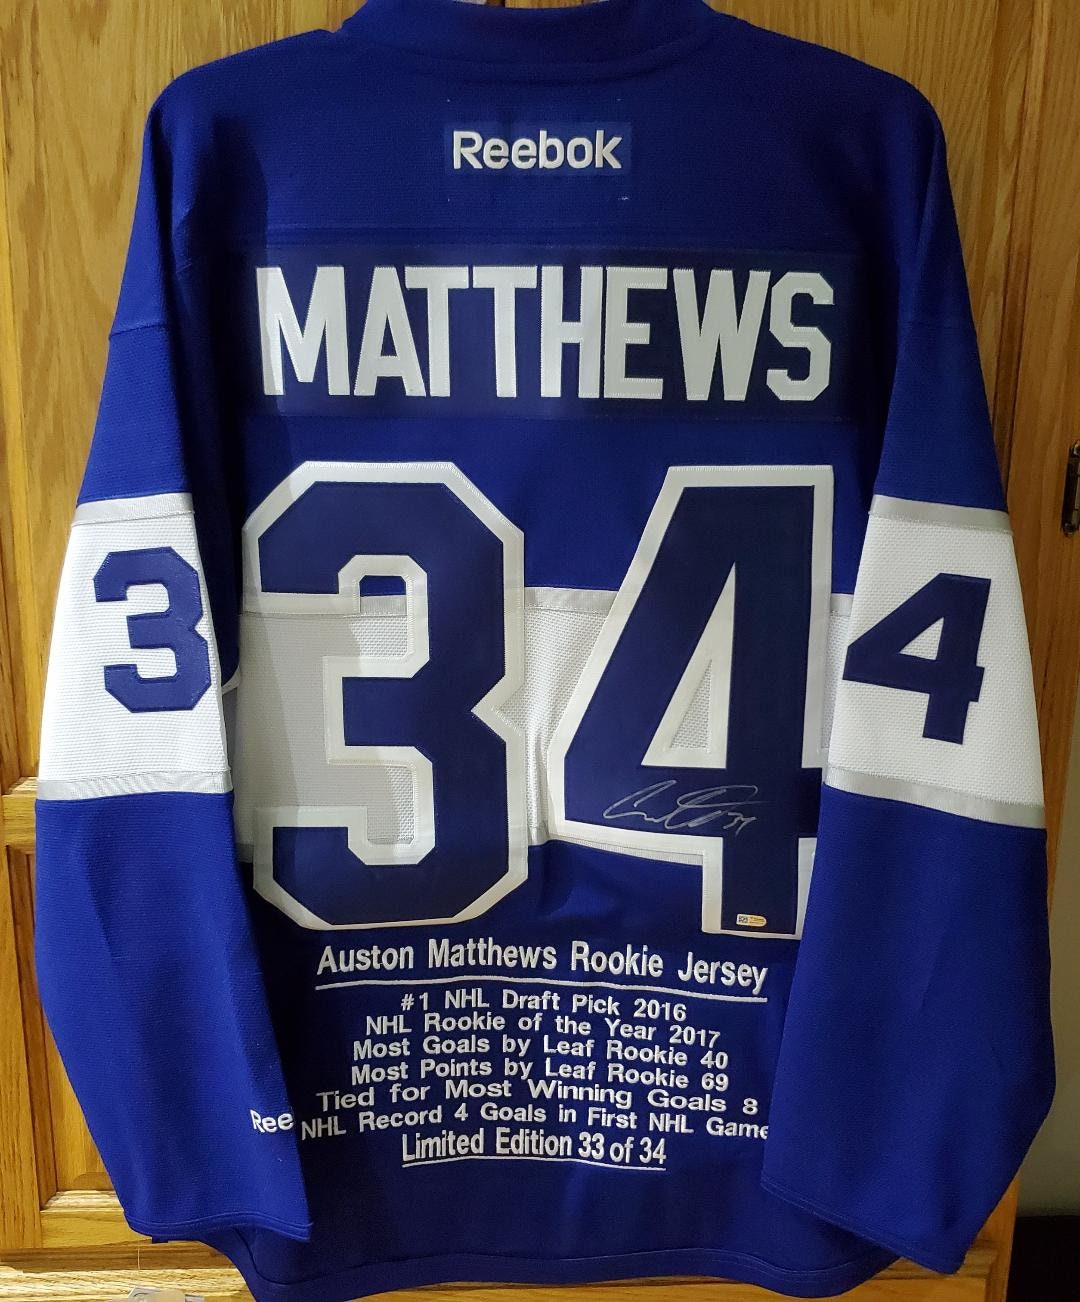 Reebok
MATTHEWS
3
34
4
34
Auston Matthews Rookie Jersey
#1 NHL Draft Pick 2016
NHL Rookie of the Year 2017
Most Goals by Leaf Rookie 40
Most Points by Leaf Rookie 69
Tied for Most Winning Goals 8
Ree
NHL Record 4 Goals in First NHL Game
Limited Edition 33 of 34